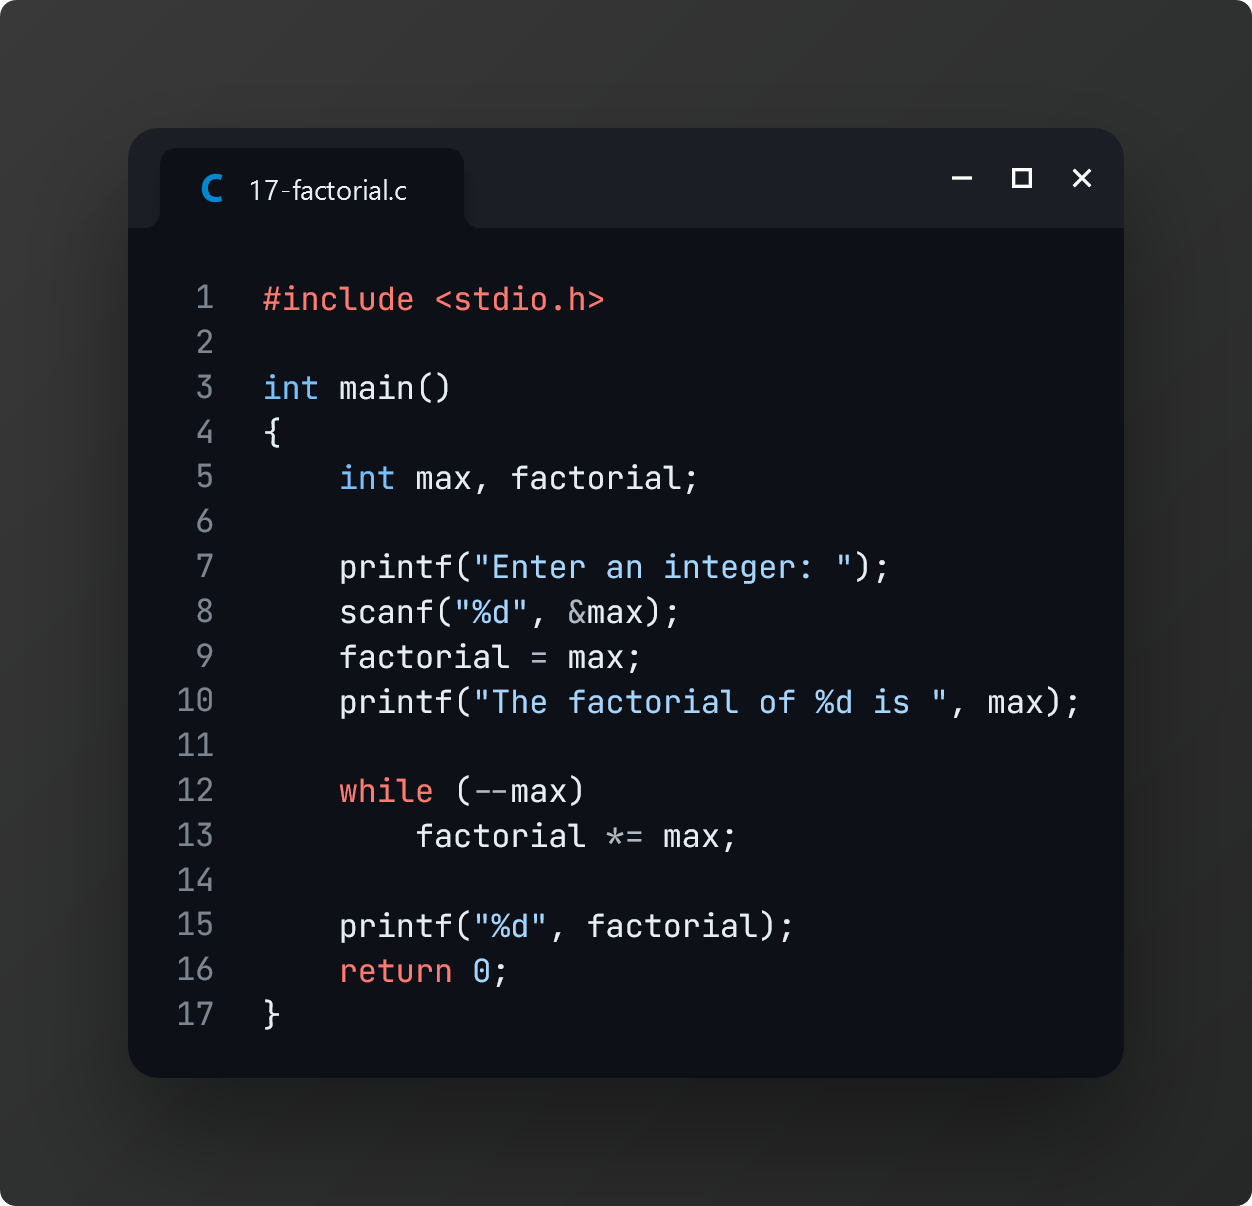 17-factorial.c
1 #include <stdio.h>
2
3 int main()
4 {
5     int max, factorial;
6
7     printf("Enter an integer: ");
8     scanf("%d", &max);
9     factorial = max;
10     printf("The factorial of %d is ", max);
11
12     while (--max)
13         factorial *= max;
14
15     printf("%d", factorial);
16     return 0;
17 }